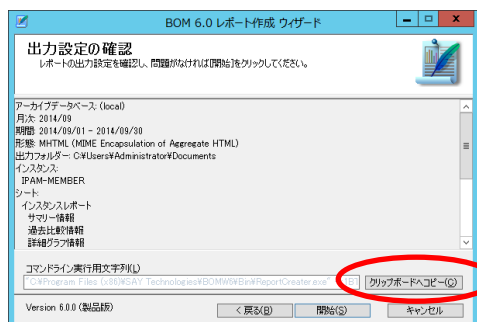 BOM 6.0 レポート作成 ウィザード
出力設定の確認
レポートの出力設定を確認し、問題がなければ[開始]をクリックしてください。
アーカイブデータベース: (local)
月次: 2014/09
期間: 2014/09/01 - 2014/09/30
形態: MHTML (MIME Encapsulation of Aggregate HTML)
出力フォルダー: C:¥Users¥Administrator¥Documents
インスタンス:
IPAM-MEMBER
シート:
インスタンスレポート
サマリー情報
過去比較情報
詳細グラフ情報
コマンドライン実行用文字列(L)
"C:¥Program Files (x86)¥SAY Technologies¥BOMW6¥Bin¥ReportCreater.exe"
クリップボードへコピー(C)
Version 6.0.0 (製品版)
< 戻る(B)
開始(S)
キャンセル